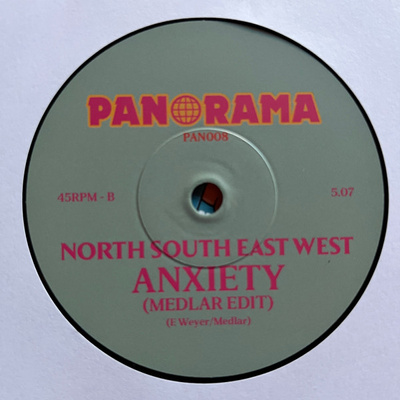 PANORAMA
PAN008
45RPM - B
5.07
NORTH SOUTH EAST WEST
ANXIETY
(MEDLAR EDIT)
(E Weyer/Medlar)